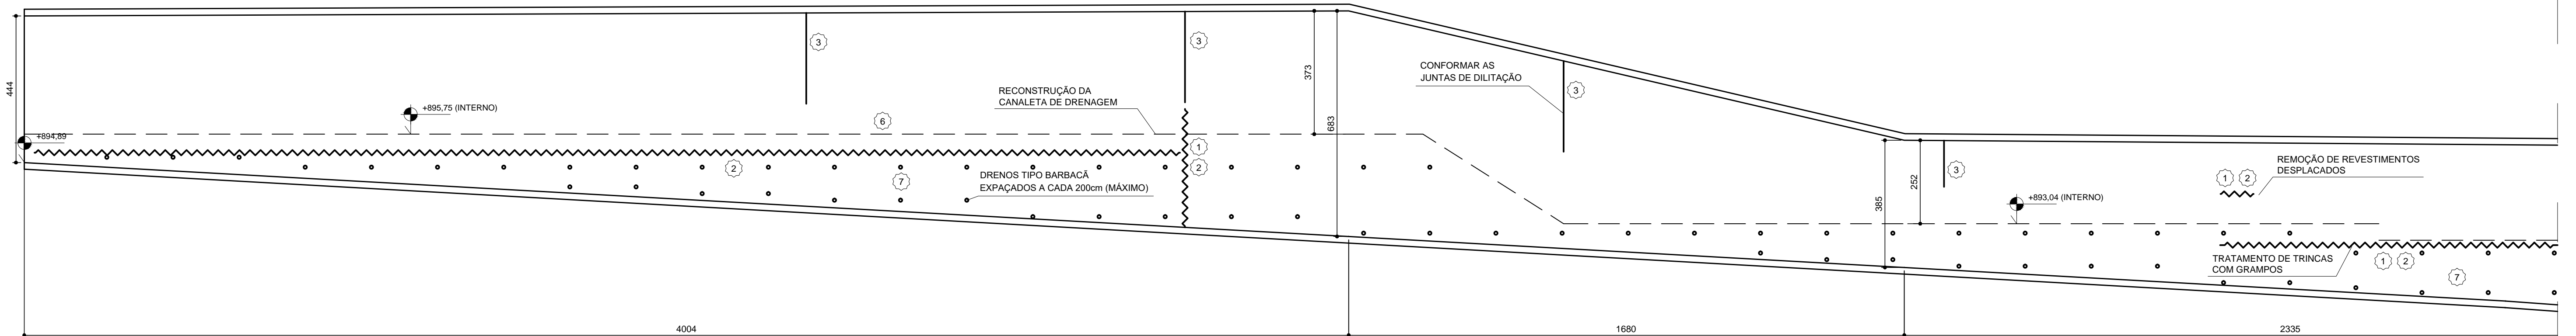 3
3
373
683
444
+895,75 (INTERNO)
+894,89
RECONSTRUÇÃO DA
CANALETA DE DRENAGEM
6
1
2
2
7
DRENOS TIPO BARBACÃ
EXPAÇADOS A CADA 200cm (MÁXIMO)
CONFORMAR AS
JUNTAS DE DILITAÇÃO
3
3
252
385
+893,04 (INTERNO)
REMOÇÃO DE REVESTIMENTOS
DESPLACADOS
1 2
TRATAMENTO DE TRINCAS
COM GRAMPOS
1 2
7
4004
1680
2335